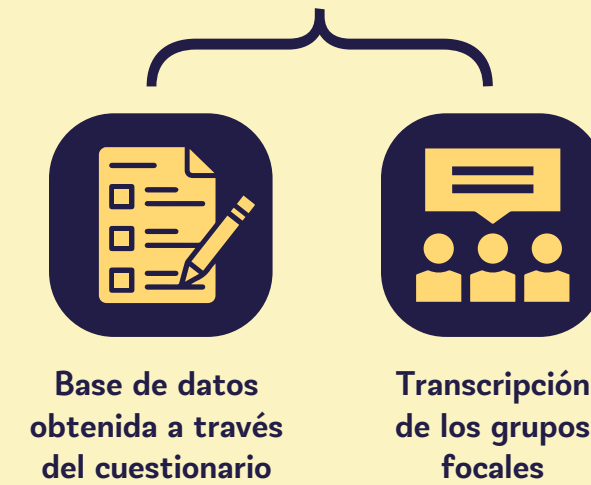 Base de datos
obtenida a través
del cuestionario
Transcripción
de los grupos
focales